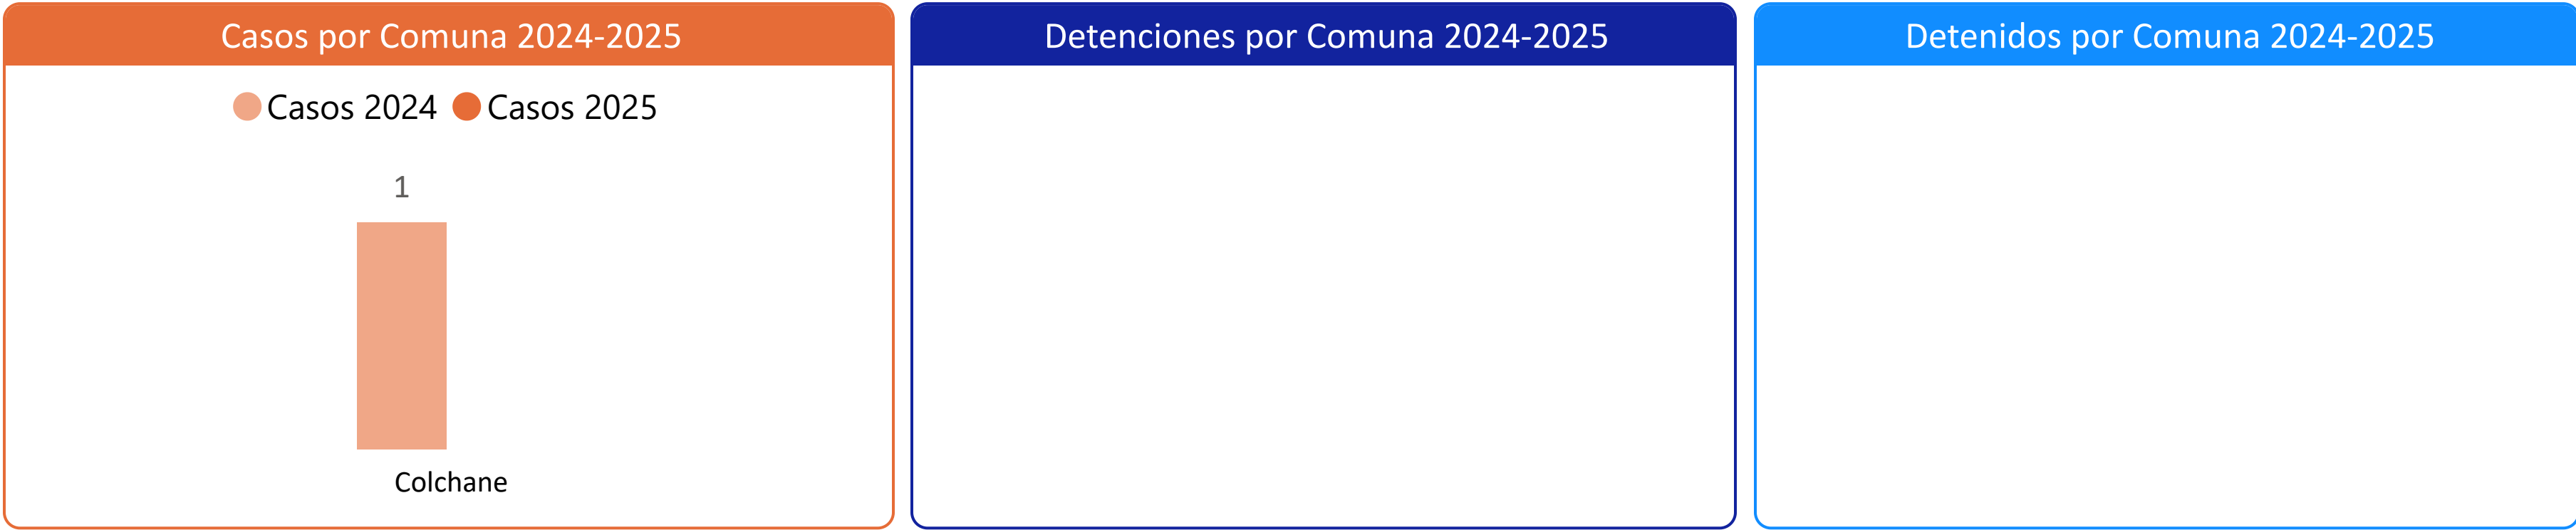 Casos por Comuna 2024-2025
Casos 2024 Casos 2025
1
Colchane
Detenciones por Comuna 2024-2025
Detenidos por Comuna 2024-2025